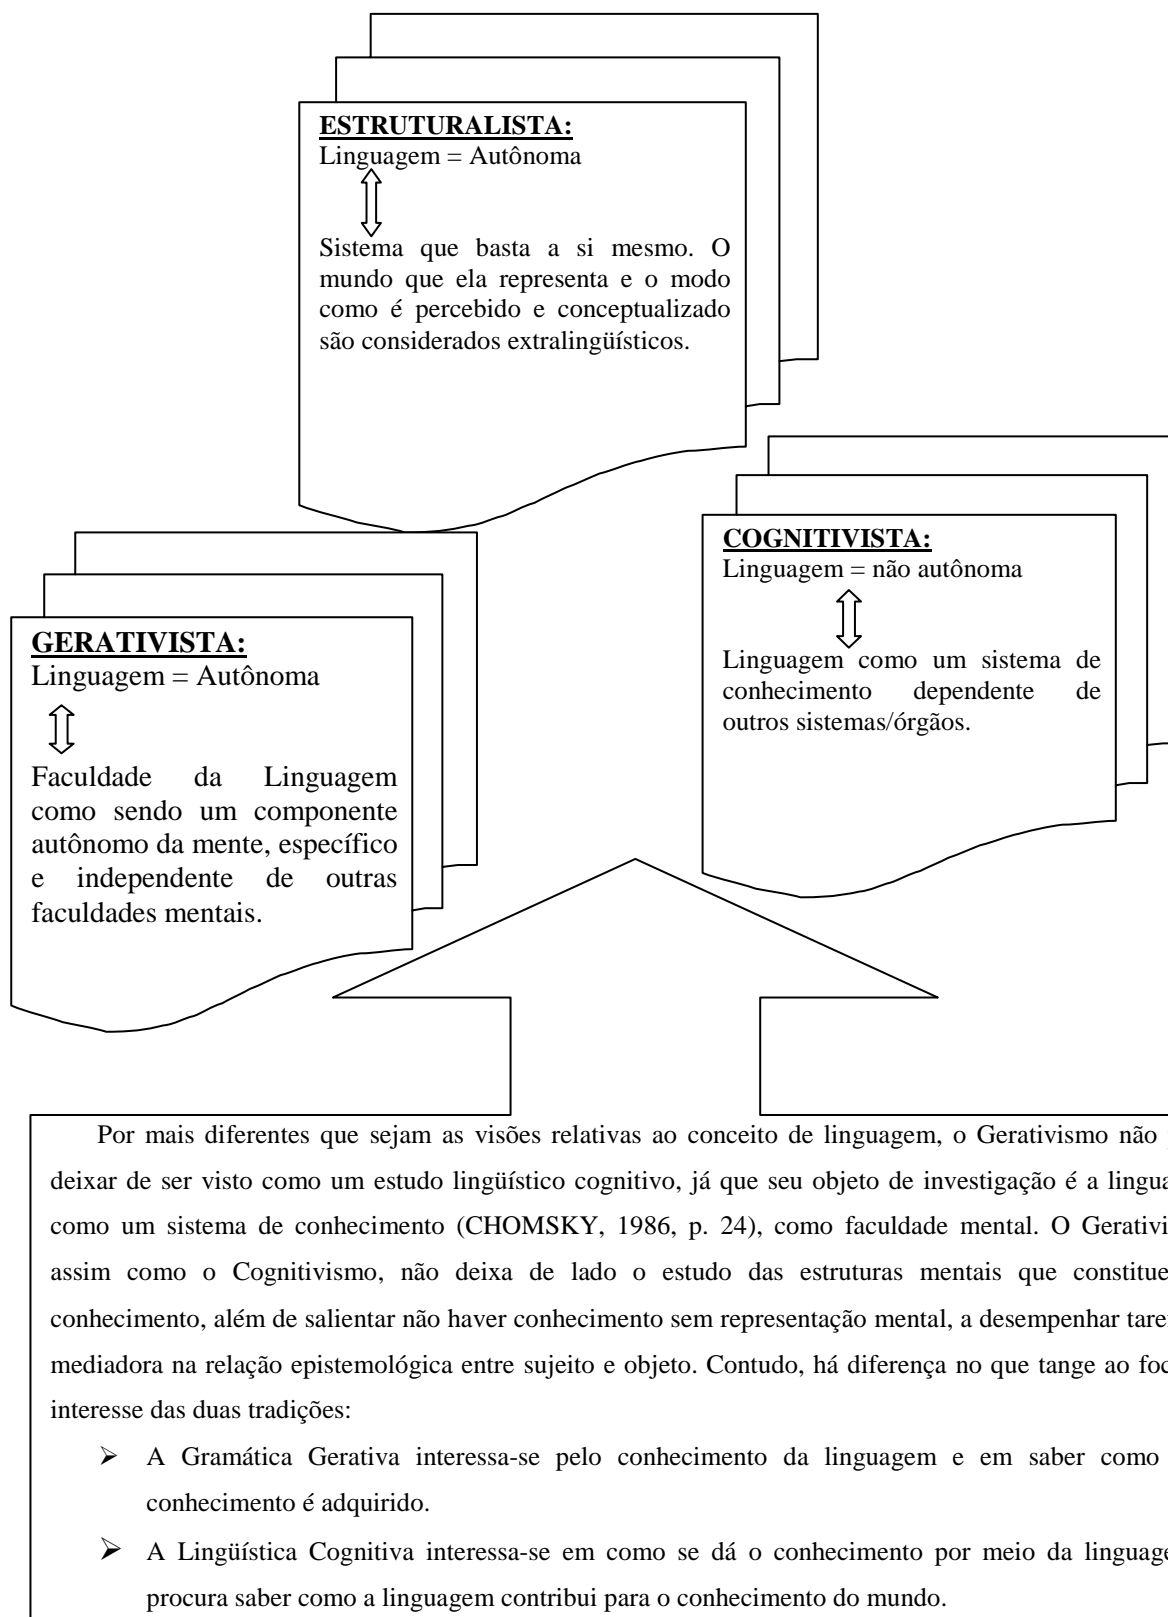 ESTRUTURALISTA:
Linguagem = Autônoma
Sistema que basta a si mesmo. O
mundo que ela representa e o modo
como é percebido e conceptualizado
são considerados extralingüísticos.
COGNITIVISTA:
Linguagem = não autônoma
Linguagem como um sistema de
conhecimento dependente de
outros sistemas/órgãos.
GERATIVISTA:
Linguagem = Autônoma
Faculdade da Linguagem
como sendo um componente
autônomo da mente, específico
e independente de outras
faculdades mentais.
Por mais diferentes que sejam as visões relativas ao conceito de linguagem, o Gerativismo não
deixar de ser visto como um estudo lingüístico cognitivo, já que seu objeto de investigação é a lingua
como um sistema de conhecimento (CHOMSKY, 1986, p. 24), como faculdade mental. O Gerativi
assim como o Cognitivismo, não deixa de lado o estudo das estruturas mentais que constitue
conhecimento, além de salientar não haver conhecimento sem representação mental, a desempenhar tare
mediadora na relação epistemológica entre sujeito e objeto. Contudo, há diferença no que tange ao foc
interesse das duas tradições:
➢ A Gramática Gerativa interessa-se pelo conhecimento da linguagem e em saber como
conhecimento é adquirido.
➢ A Lingüística Cognitiva interessa-se em como se dá o conhecimento por meio da linguage
procura saber como a linguagem contribui para o conhecimento do mundo.